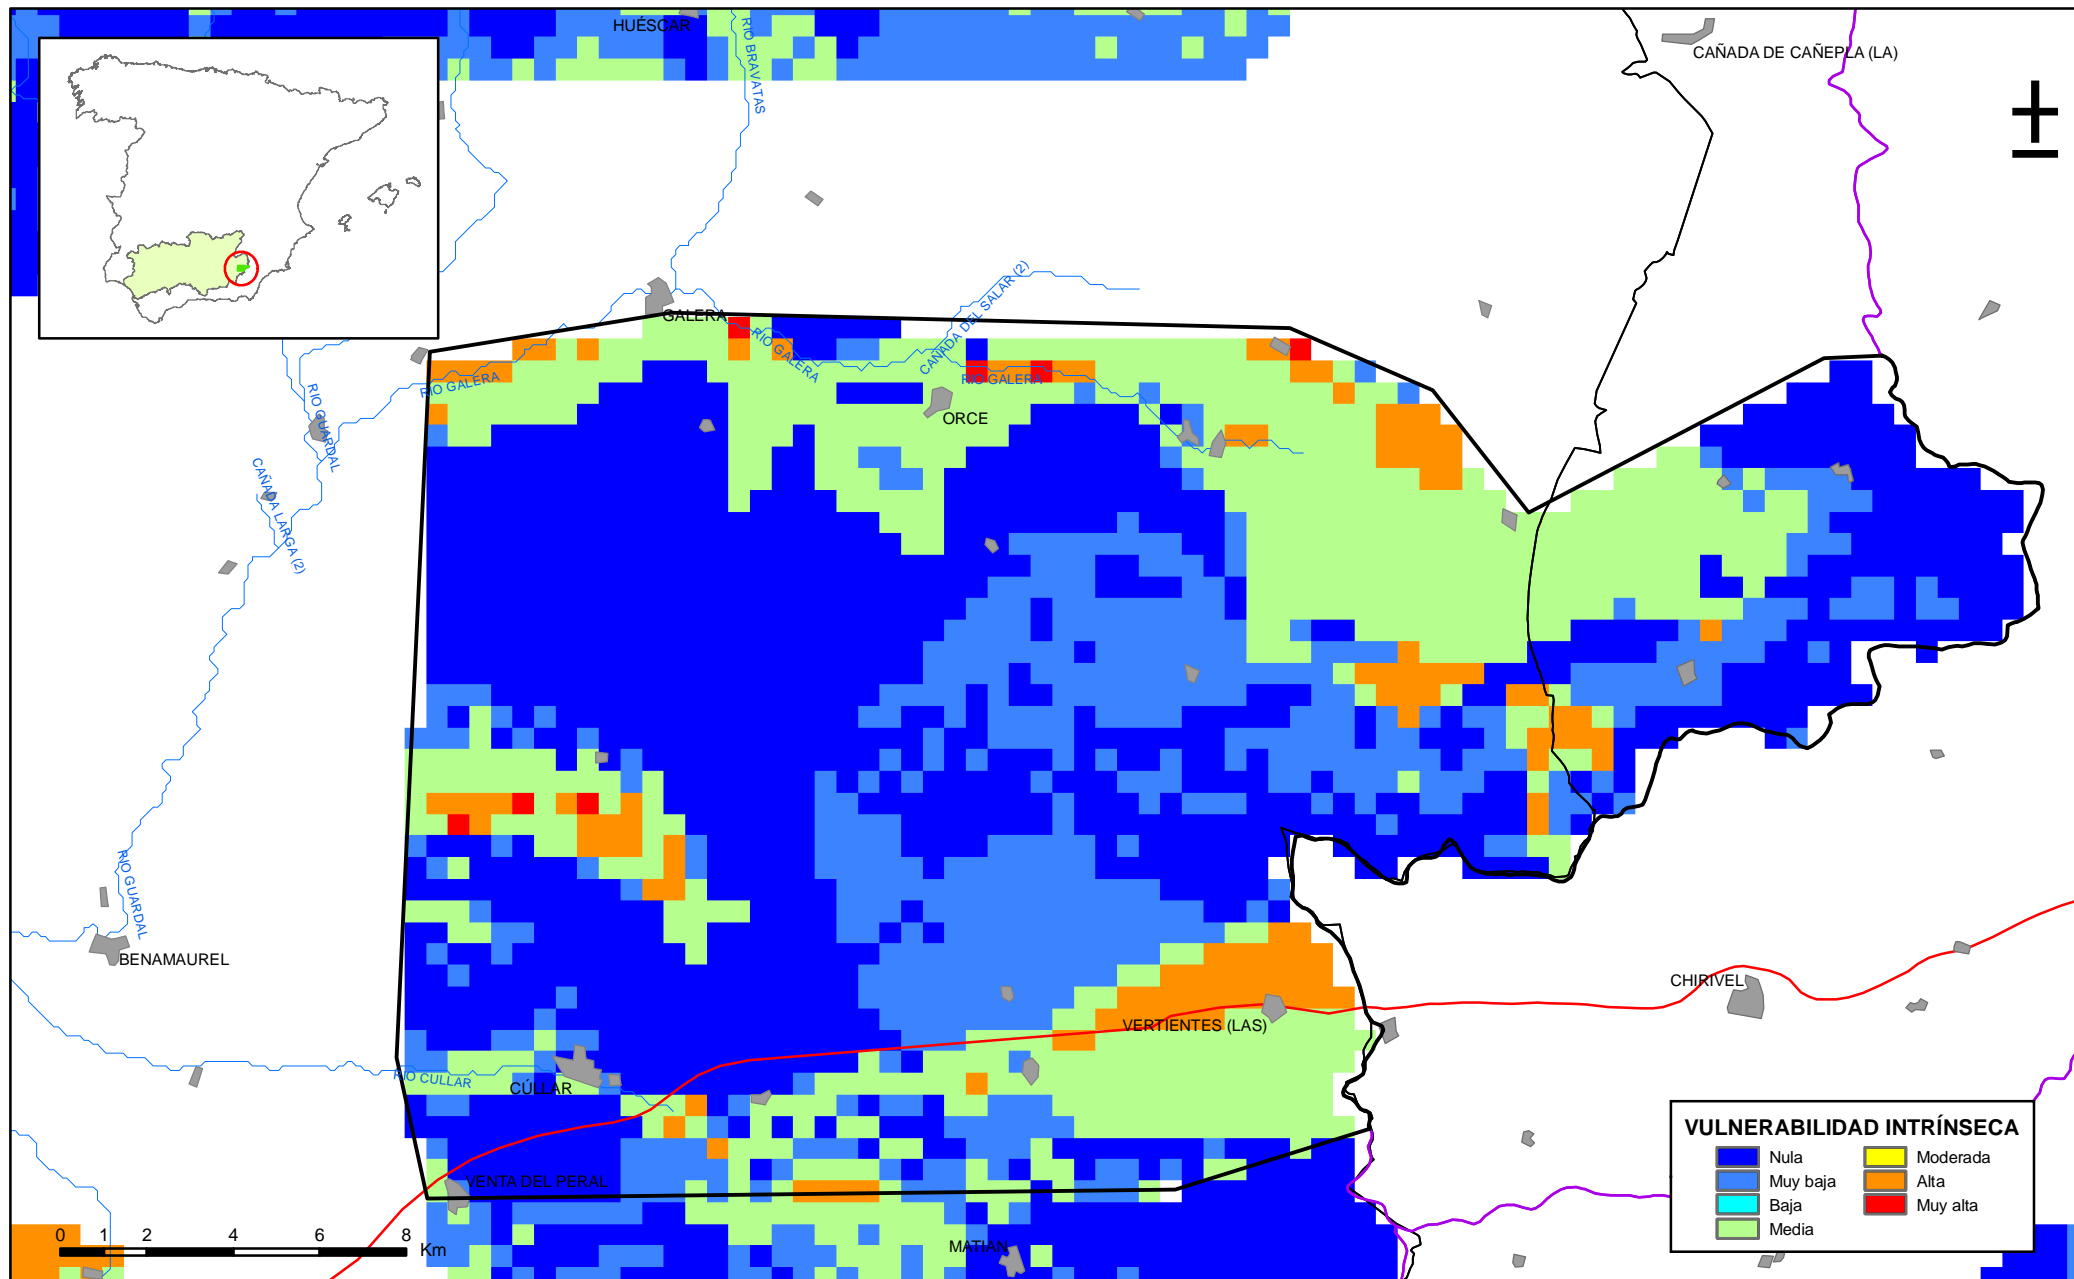 HUÉSCAR
RIO BRAVATAS
CAÑADA DE CAÑEPLA (LA)
GALERA
RIO GALERA
CAÑADA DEL SALAR (2)
RIO GALERA
RIO GALERA
ORCE
RIO GUARDAL
CAÑADA LARGA (2)
RIO GUARDAL
BENAMAUREL
CHIRIVEL
VERTIENTES (LAS)
RIO CULLAR
CÚLLAR
VENTA DEL PERAL
MATIAN
0 1 2 4 6 8 Km
VULNERABILIDAD INTRÍNSECA
Nula
Muy baja
Baja
Media
Moderada
Alta
Muy alta